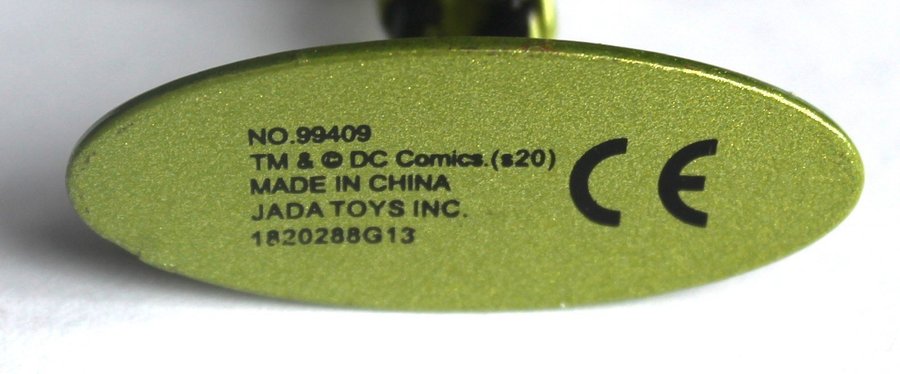 NO.99409
TM & © DC Comics.(s20)
MADE IN CHINA
JADA TOYS INC.
1820288G13
CE